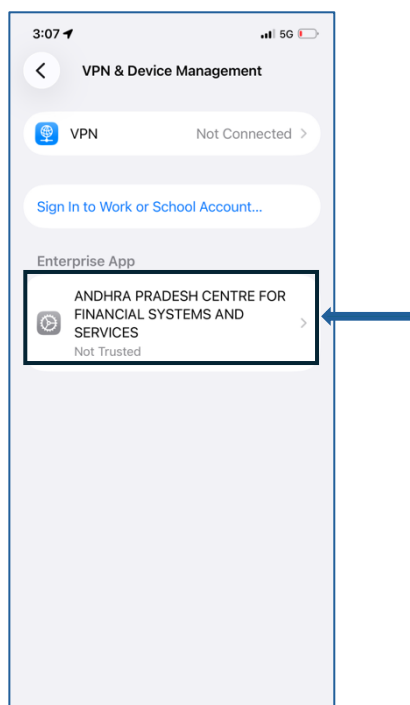 3:07 5G
VPN & Device Management
VPN Not Connected
Sign In to Work or School Account...
Enterprise App
ANDHRA PRADESH CENTRE FOR
FINANCIAL SYSTEMS AND
SERVICES
Not Trusted